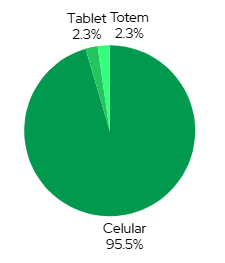 Tablet
2.3%
Totem
2.3%
Celular
95.5%